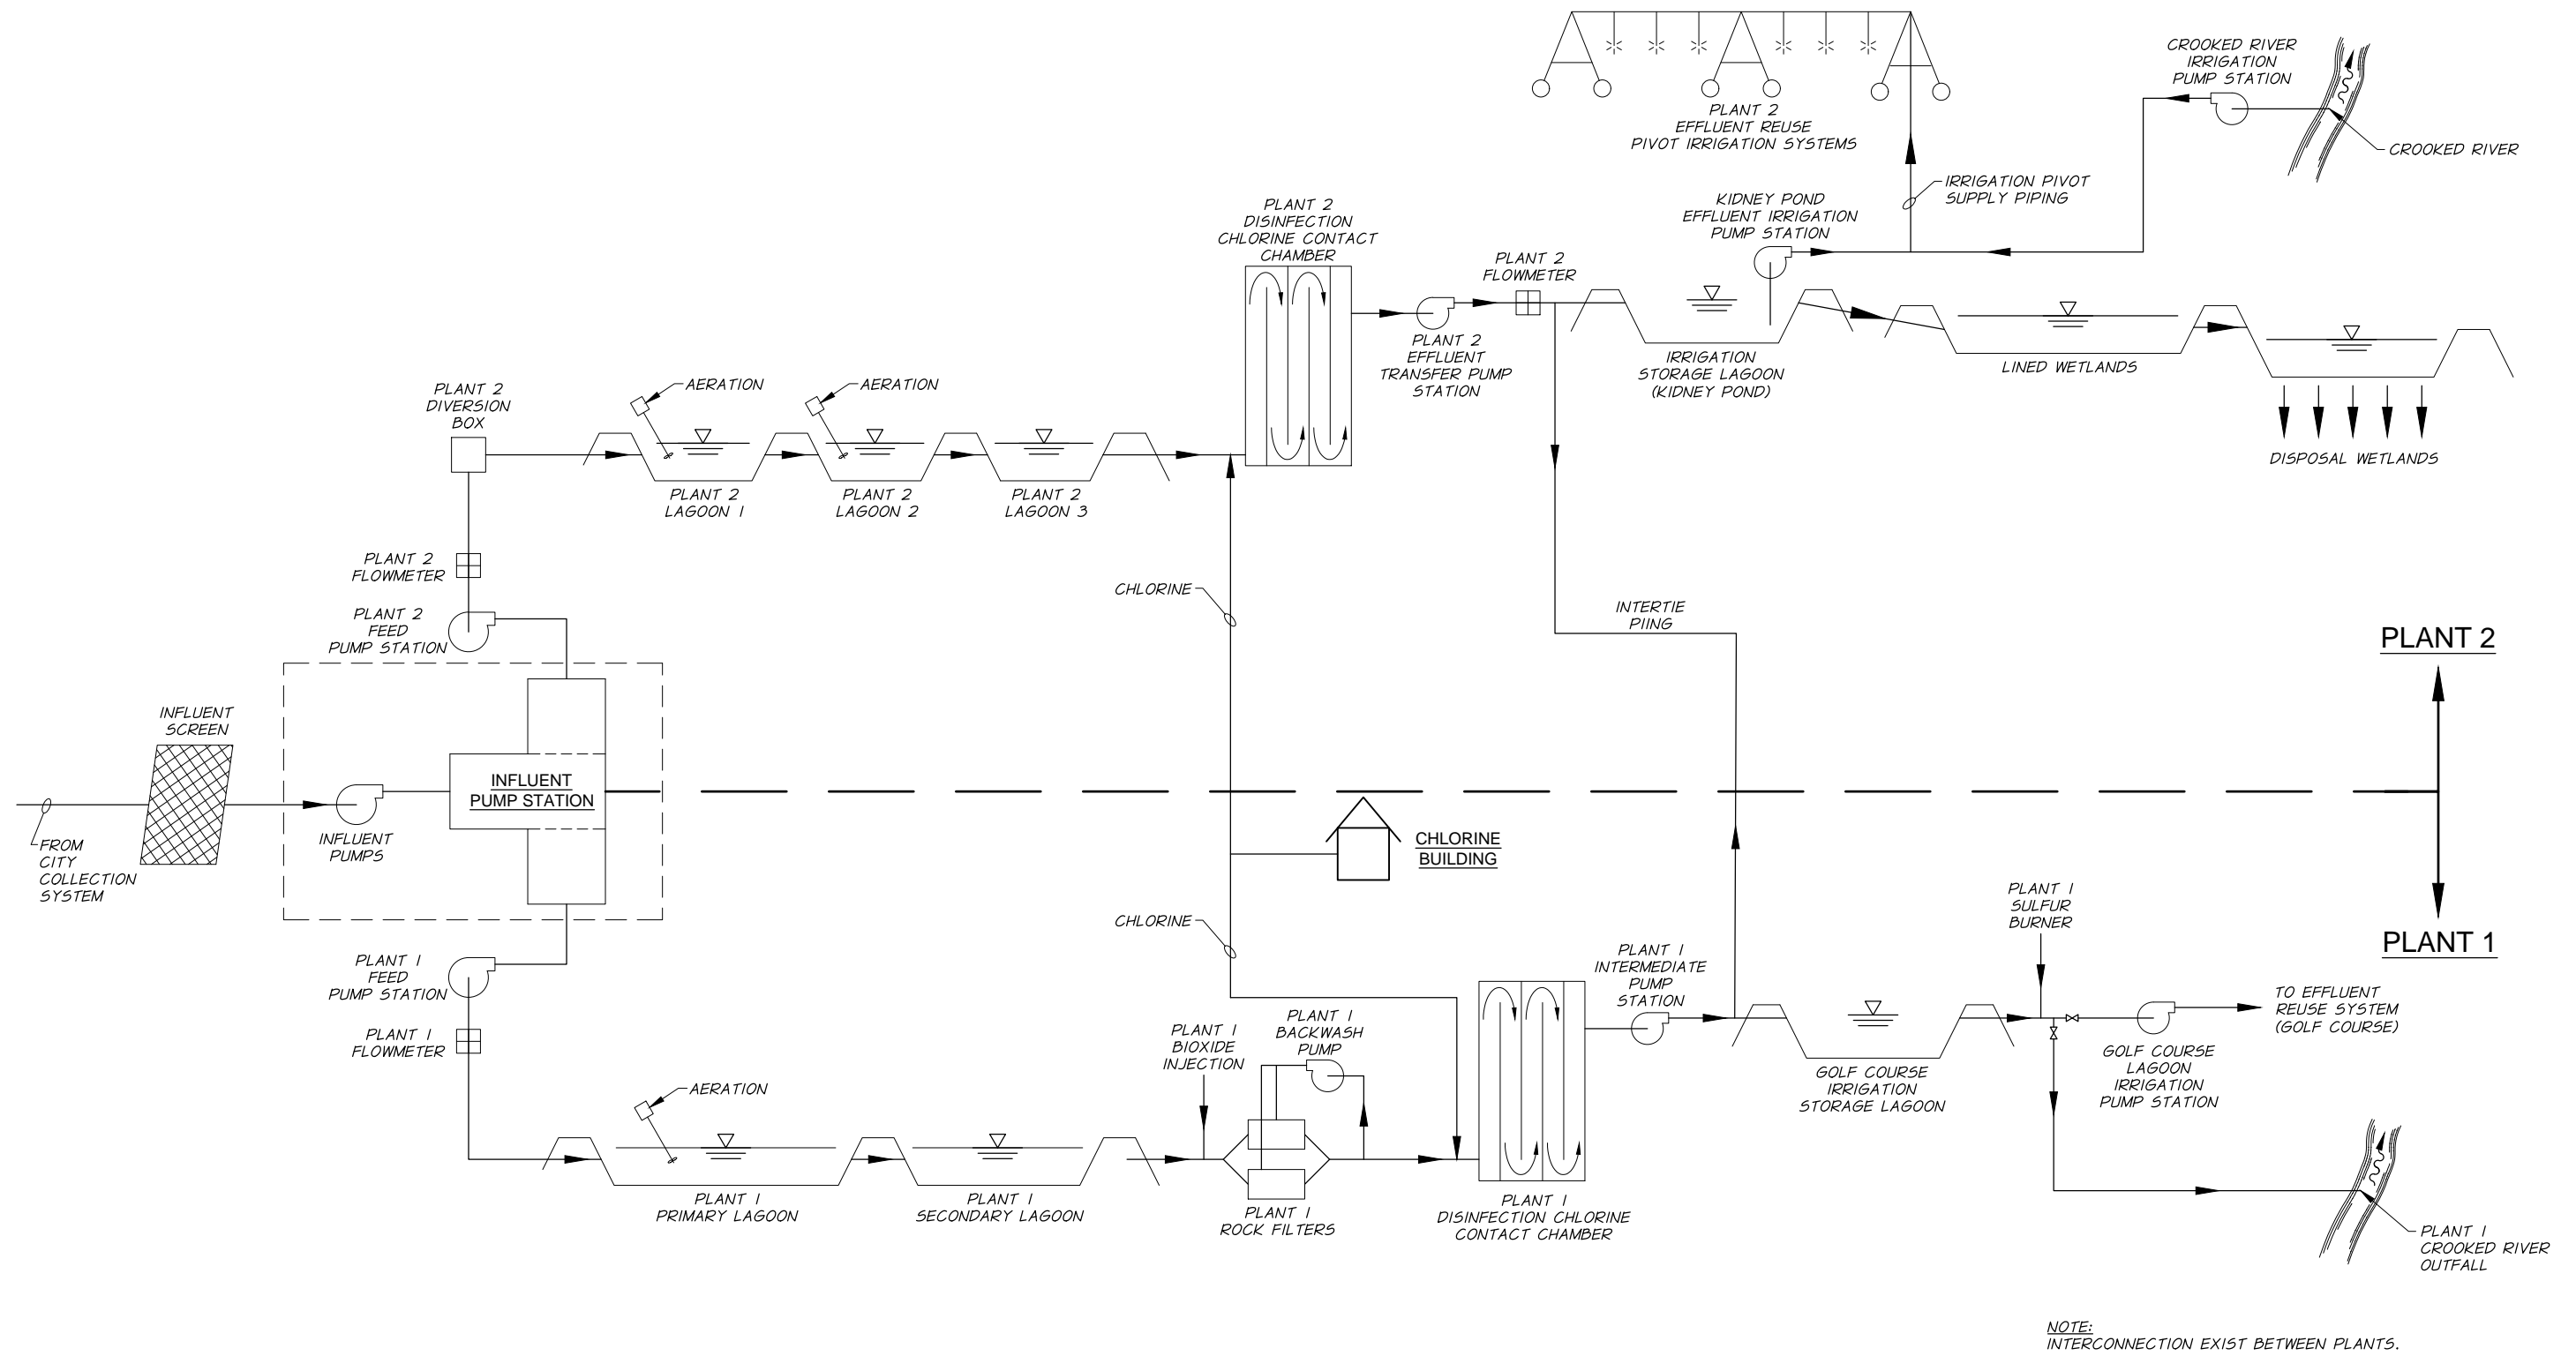 CROOKED RIVER
IRRIGATION
PUMP STATION
CROOKED RIVER
PLANT 2
EFFLUENT REUSE
PIVOT IRRIGATION SYSTEMS
IRRIGATION PIVOT
SUPPLY PIPING
KIDNEY POND
EFFLUENT IRRIGATION
PUMP STATION
PLANT 2
DISINFECTION
CHLORINE CONTACT
CHAMBER
PLANT 2
FLOWMETER
PLANT 2
EFFLUENT
TRANSFER PUMP
STATION
IRRIGATION
STORAGE LAGOON
(KIDNEY POND)
LINED WETLANDS
DISPOSAL WETLANDS
PLANT 2
DIVERSION
BOX
AERATION
AERATION
PLANT 2
LAGOON 1
PLANT 2
LAGOON 2
PLANT 2
LAGOON 3
PLANT 2
FLOWMETER
PLANT 2
FEED
PUMP STATION
CHLORINE
INTERTIE
PIING
PLANT 2
INFLUENT
SCREEN
INFLUENT
PUMP STATION
INFLUENT
PUMPS
FROM
CITY
COLLECTION
SYSTEM
CHLORINE
BUILDING
CHLORINE
PLANT 1
SULFUR
BURNER
PLANT 1
PLANT 1
FEED
PUMP STATION
PLANT 1
FLOWMETER
PLANT 1
INTERMEDIATE
PUMP
STATION
TO EFFLUENT
REUSE SYSTEM
(GOLF COURSE)
PLANT 1
BIOXIDE
INJECTION
PLANT 1
BACKWASH
PUMP
GOLF COURSE
IRRIGATION
STORAGE LAGOON
GOLF COURSE
LAGOON
IRRIGATION
PUMP STATION
AERATION
PLANT 1
PRIMARY LAGOON
PLANT 1
SECONDARY LAGOON
PLANT 1
ROCK FILTERS
PLANT 1
DISINFECTION CHLORINE
CONTACT CHAMBER
PLANT 1
CROOKED RIVER
OUTFALL
NOTE:
INTERCONNECTION EXIST BETWEEN PLANTS.